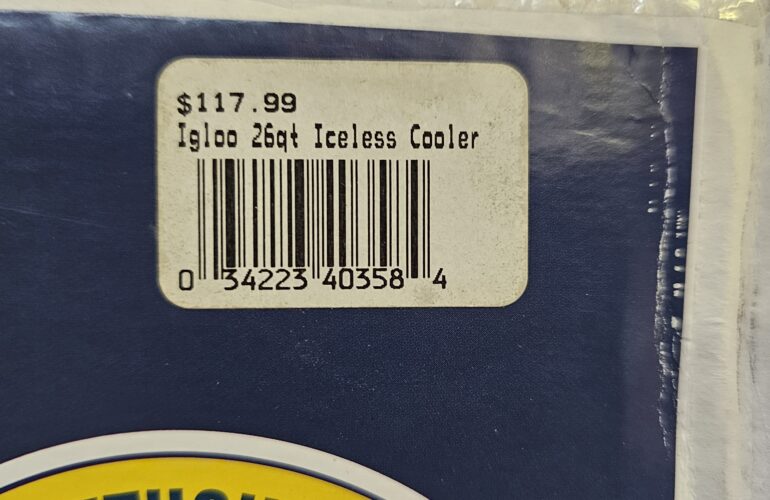 $117.99
Igloo 26qt Iceless Cooler
0 34223 40358 4